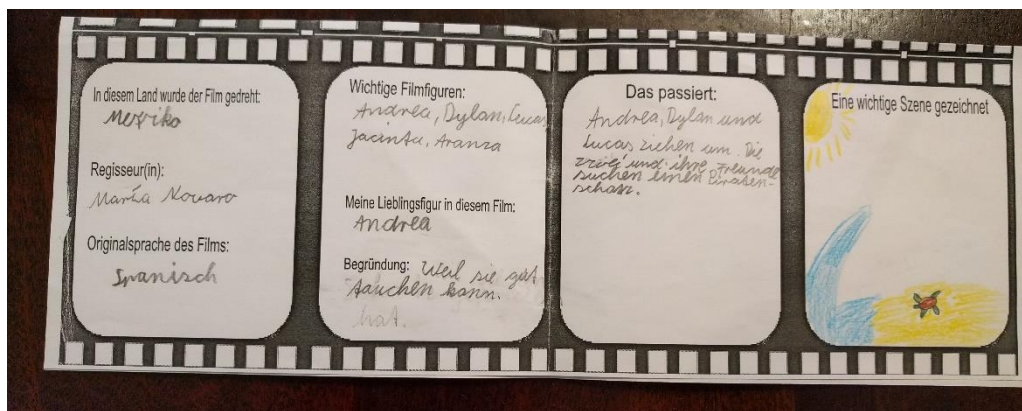 In diesem Land wurde der Film gedreht:
Mexiko
Regisseur(in):
María Novaro
Originalsprache des Films:
Spanisch
Wichtige Filmfiguren:
Andrea, Dylan, Lucas
Jacinta, Aranza
Meine Lieblingsfigur in diesem Film:
Andrea
Begründung: Weil sie gut
tauchen kann.
hat.
Das passiert:
Andrea, Dylan und
Lucas ziehen um. Die
zwei und ihre Freunde
suchen einen Piraten-
schatz.
Eine wichtige Szene gezeichnet